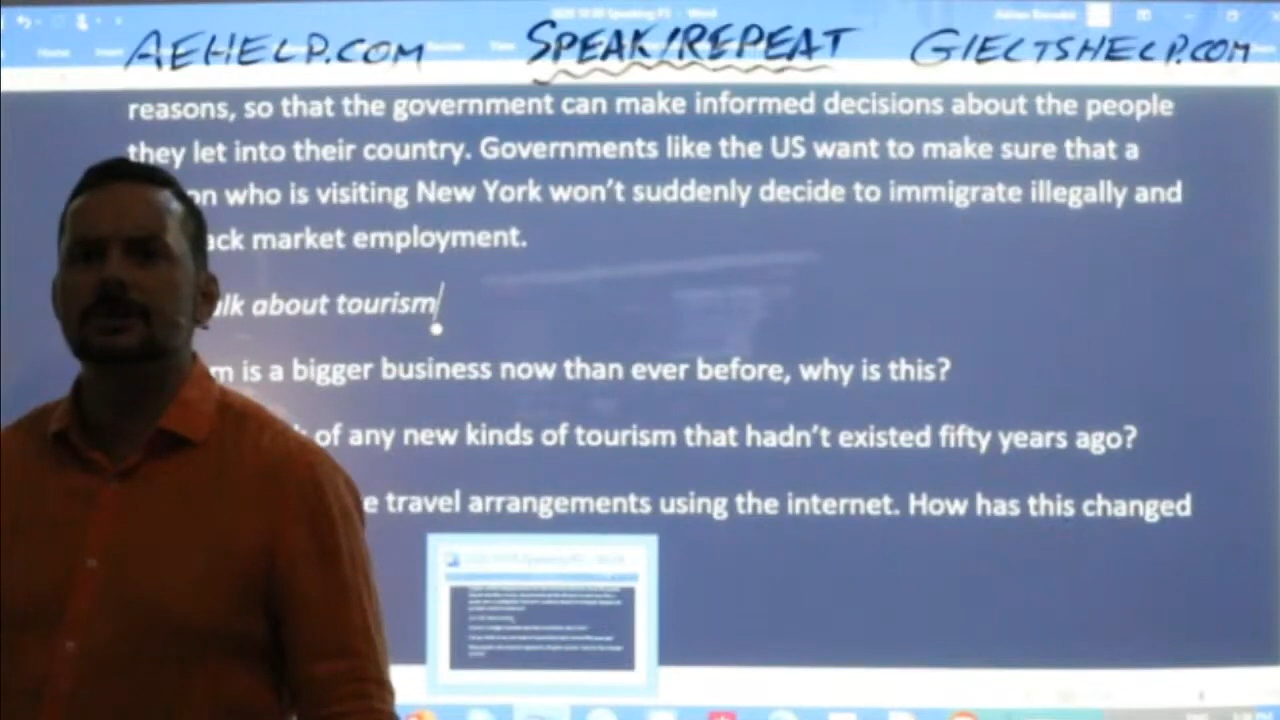 AEHELP.COM SPEAK/REPEAT GIELTSHELP.COM
reasons, so that the government can make informed decisions about the people
they let into their country. Governments like the US want to make sure that a
who is visiting New York won't suddenly decide to immigrate illegally and
market employment.
about tourism
is a bigger business now than ever before, why is this?
of any new kinds of tourism that hadn't existed fifty years ago?
travel arrangements using the internet. How has this changed